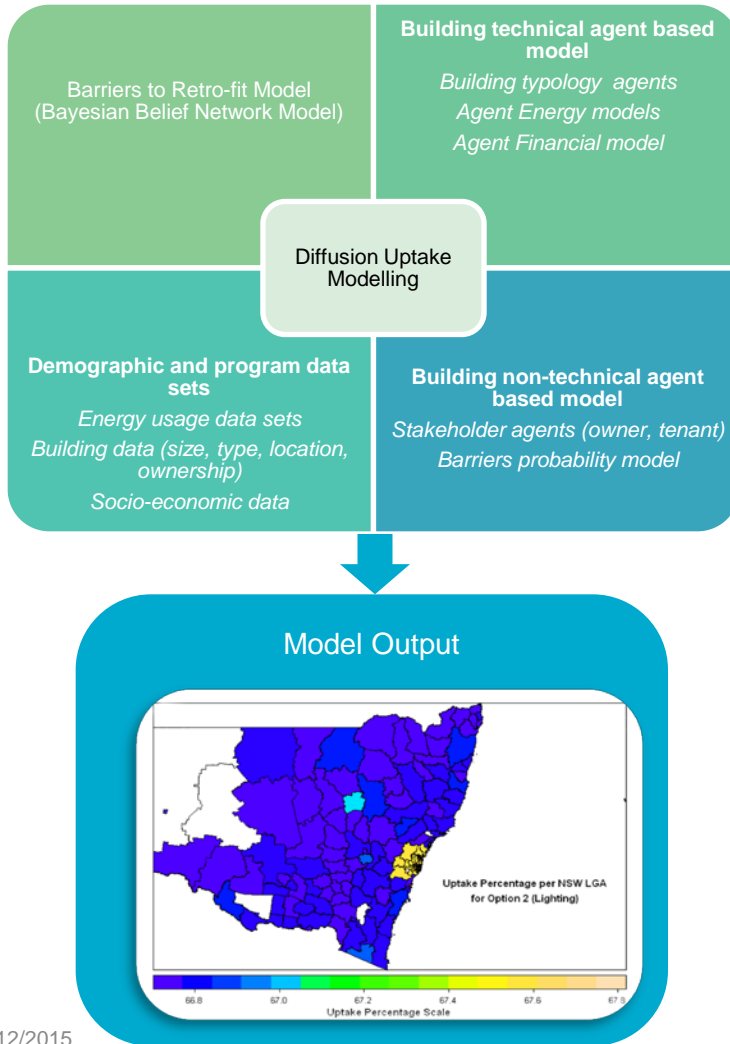 Barriers to Retro-fit Model
(Bayesian Belief Network Model)
Building technical agent based
model
Building typology agents
Agent Energy models
Agent Financial model
Diffusion Uptake
Modelling
Demographic and program data
sets
Energy usage data sets
Building data (size, type, location,
ownership)
Socio-economic data
Building non-technical agent
based model
Stakeholder agents (owner, tenant)
Barriers probability model
Model Output
Uptake Percentage per NSW LGA
for Option 2 (Lighting)
66.8 67.0 67.2 67.4 67.6 67.8
Uptake Percentage Scale
12/2015